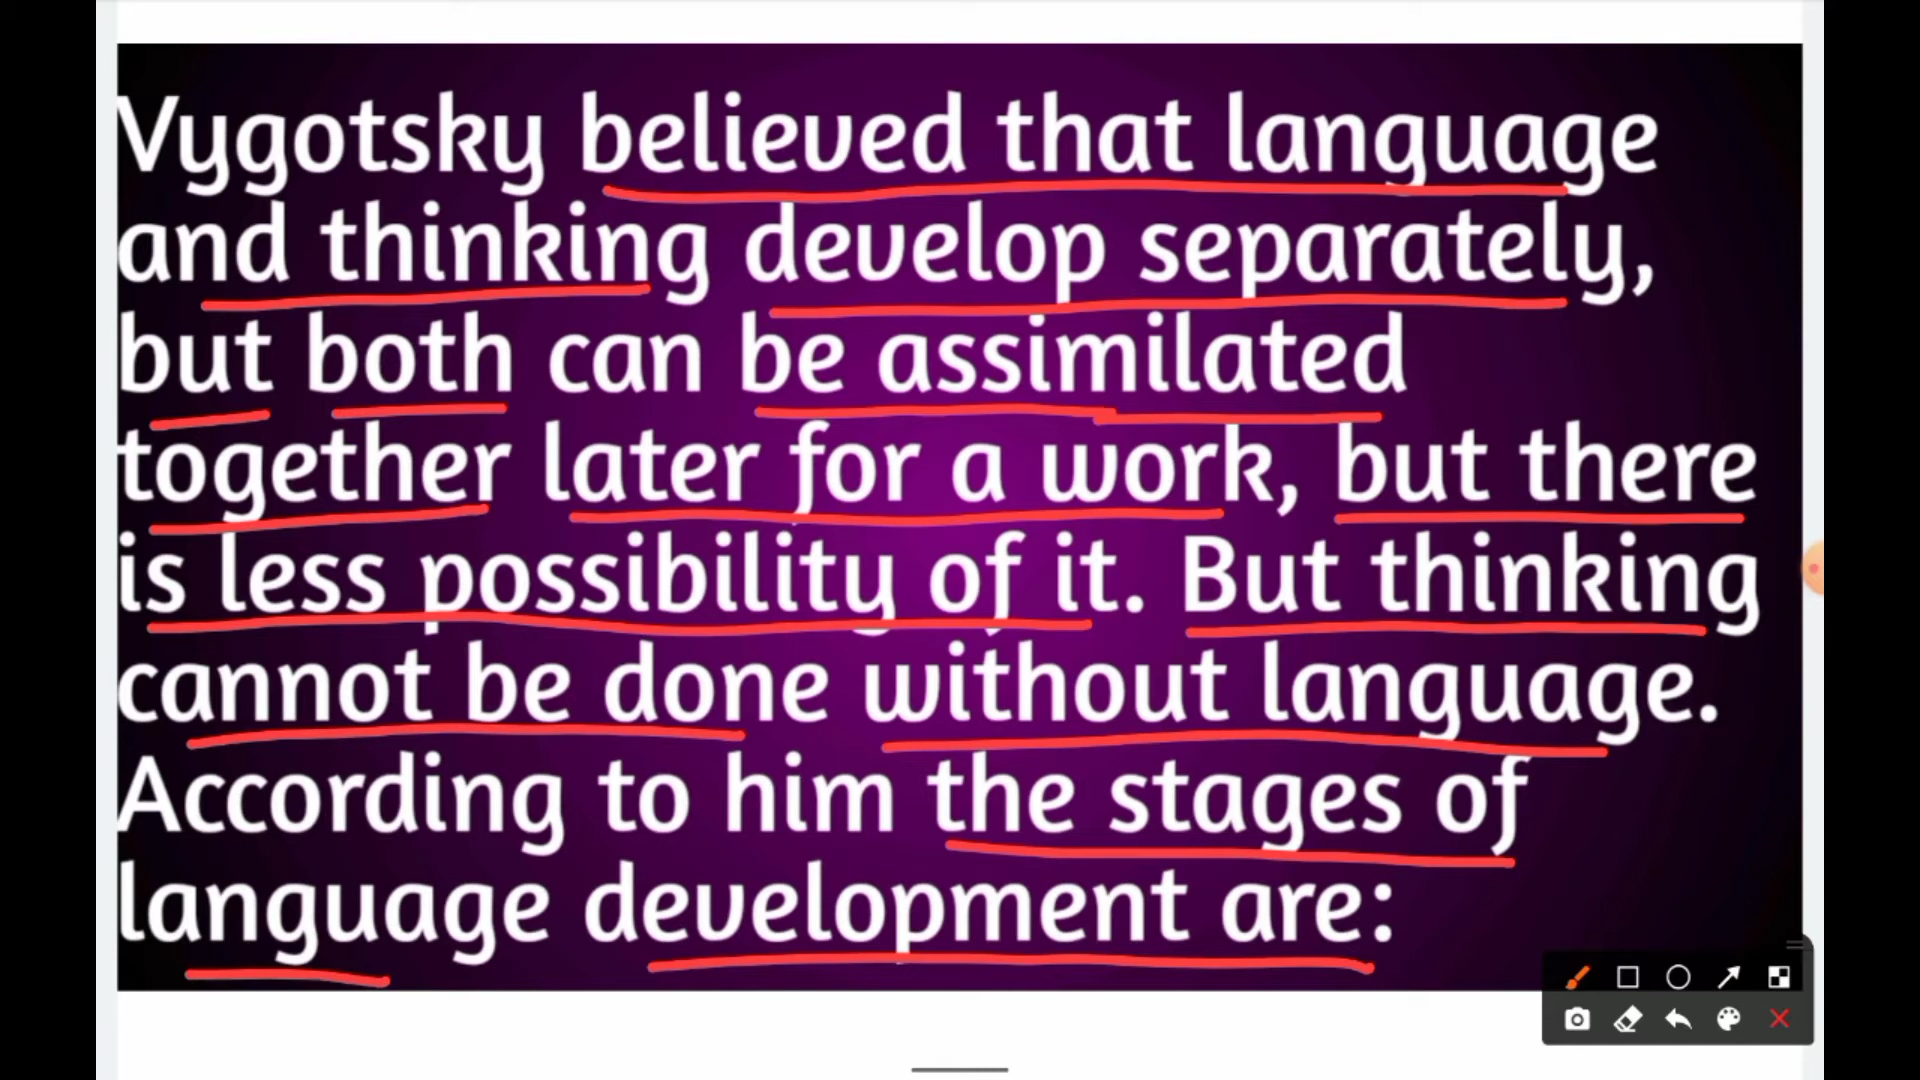 Vygotsky believed that language
and thinking develop separately,
but both can be assimilated
together later for a work, but there
is less possibility of it. But thinking
cannot be done without language.
According to him the stages of
language development are: